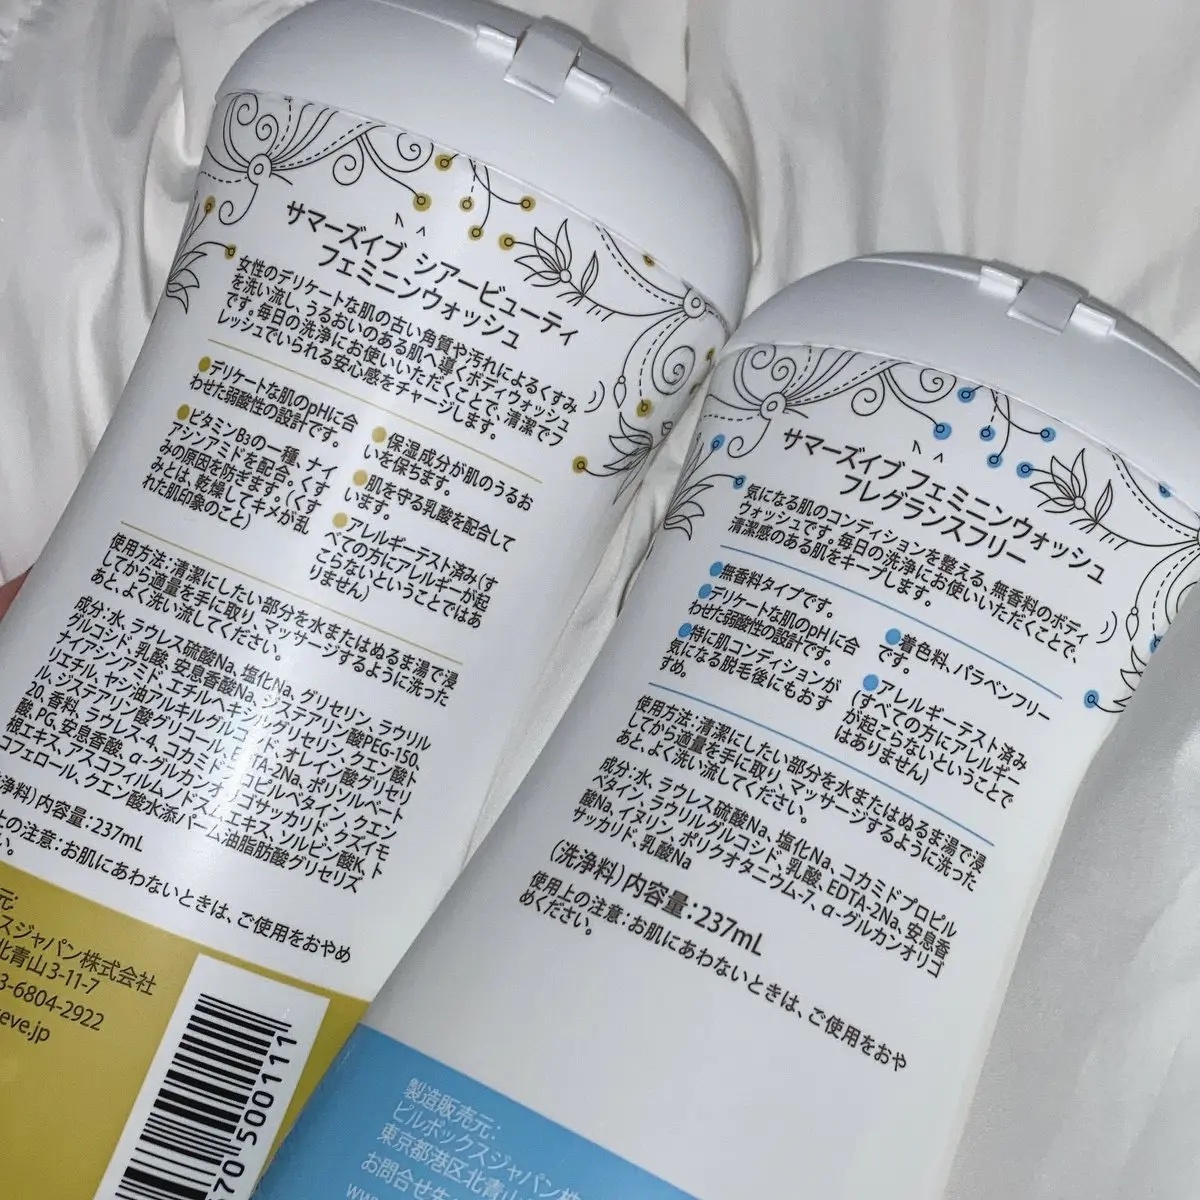 サマーズイブ シアービューティ
フェミニンウォッシュ
女性のデリケートな肌の古い角質や汚れによるくすみ
を洗い流し、うるおいのある肌へ導くボディウォッシュ
です。毎日の洗浄にお使いいただくことで、清潔でフ
レッシュでいられる安心感をチャージします。
デリケートな肌のpHに合
わせた弱酸性の設計です。
ビタミンB3の一種、ナイ
アシンアミドを配合。くす
みの原因を防ぎます。(くす
みとは、乾燥してキメが乱
れた肌印象のこと)
保湿成分が肌のうるお
いを保ちます。
肌を守る乳酸を配合して
います。
アレルギーテスト済み(す
べての方にアレルギーが起
こらないということではあ
りません)
使用方法:清潔にしたい部分を水またはぬるま湯で浸
してから適量を手に取り、マッサージするように洗った
あと、よく洗い流してください。
成分:水、ラウレス硫酸Na、塩化Na、グリセリン、ラウリル
グルコシド、乳酸、安息香酸Na、ジステアリン酸PEG-150、
ナイアシンアミド、エチルヘキシルグリセリン、クエン酸ト
リエチル、ヤシ油アルキルグルコシド、オレイン酸グリセリ
ル、ジステアリン酸グリコール、EDTA-2Na、ポリソルベート
20、香料、ラウレス-4、コカミドプロピルベタイン、クエン
酸、PG、安息香酸、α-グルカンオリゴサッカリド、クズイモ
根エキス、アスコフィルムノドスムエキス、ソルビン酸K、ト
コフェロール、クエン酸水添パーム油脂肪酸グリセリズ
浄料)内容量:237mL
の注意:お肌にあわないときは、ご使用をおやめ
い。
元:
スジャパン株式会社
北青山3-11-7
3-6804-2922
eve.jp
70 500111
サマーズイブ フェミニンウォッシュ
フレグランスフリー
気になる肌のコンディションを整える、無香料のボディ
ウォッシュです。毎日の洗浄にお使いいただくことで、
清潔感のある肌をキープします。
無香料タイプです。
デリケートな肌のpHに合
わせた弱酸性の設計です。
特に肌コンディションが
気になる脱毛後にもおす
すめ。
着色料、パラベンフリー
です。
アレルギーテスト済み
(すべての方にアレルギー
が起こらないということで
はありません)
使用方法:清潔にしたい部分を水またはぬるま湯で浸
してから適量を手に取り、マッサージするように洗った
あと、よく洗い流してください。
成分:水、ラウレス硫酸Na、塩化Na、コカミドプロピル
ベタイン、ラウリルグルコシド、乳酸、EDTA-2Na、安息香
酸Na、イヌリン、ポリクオタニウム-7、α-グルカンオリゴ
サッカリド、乳酸Na
(洗浄料)内容量:237mL
使用上の注意:お肌にあわないときは、ご使用をおや
めください。
製造販売元:
ピルボックスジャパン株
東京都港区北青山
お問合せ先
www.